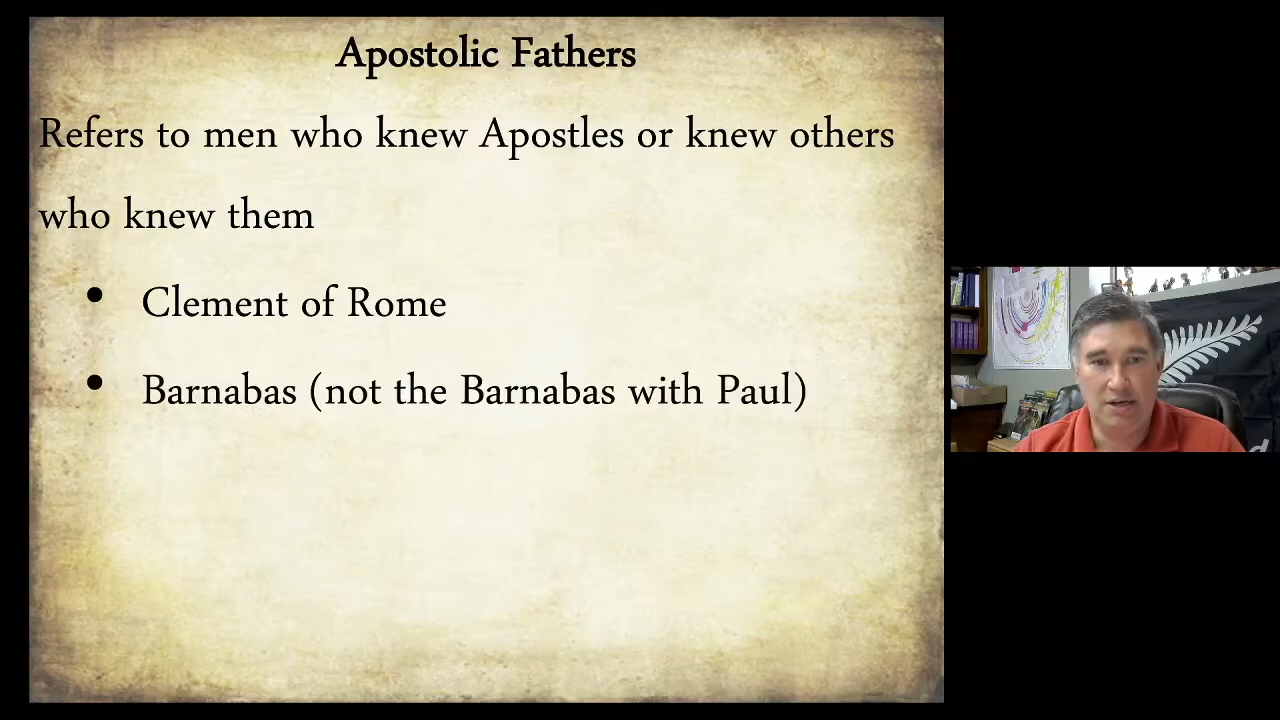 Apostolic Fathers
Refers to men who knew Apostles or knew others
who knew them
• Clement of Rome
• Barnabas (not the Barnabas with Paul)